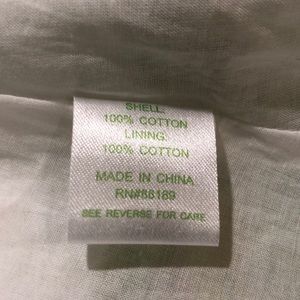 SHELL:
100% COTTON
LINING:
100% COTTON
MADE IN CHINA
RN#86189
SEE REVERSE FOR CARE